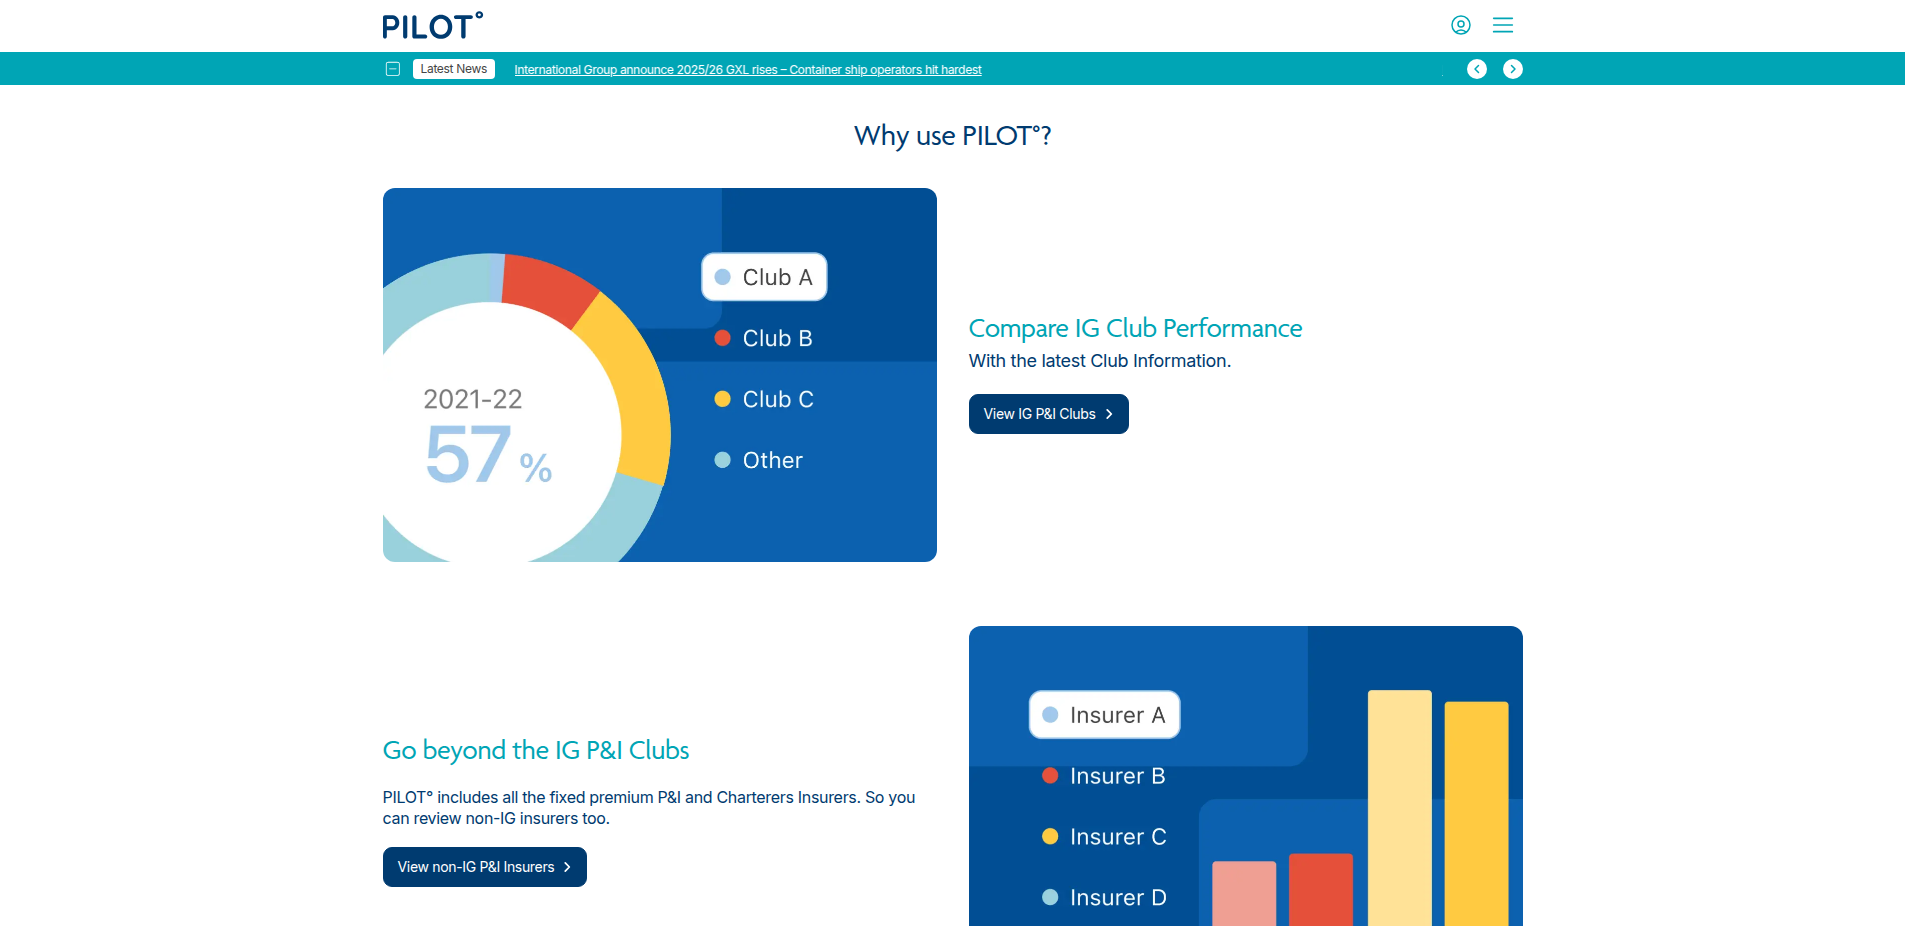 PILOT°
Latest News
International Group announce 2025/26 GXL rises – Container ship operators hit hardest
Why use PILOT°?
Club A
Club B
Club C
Other
2021-22
57 %
Compare IG Club Performance
With the latest Club Information.
View IG P&I Clubs
Go beyond the IG P&I Clubs
PILOT° includes all the fixed premium P&I and Charterers Insurers. So you
can review non-IG insurers too.
View non-IG P&I Insurers
Insurer A
Insurer B
Insurer C
Insurer D